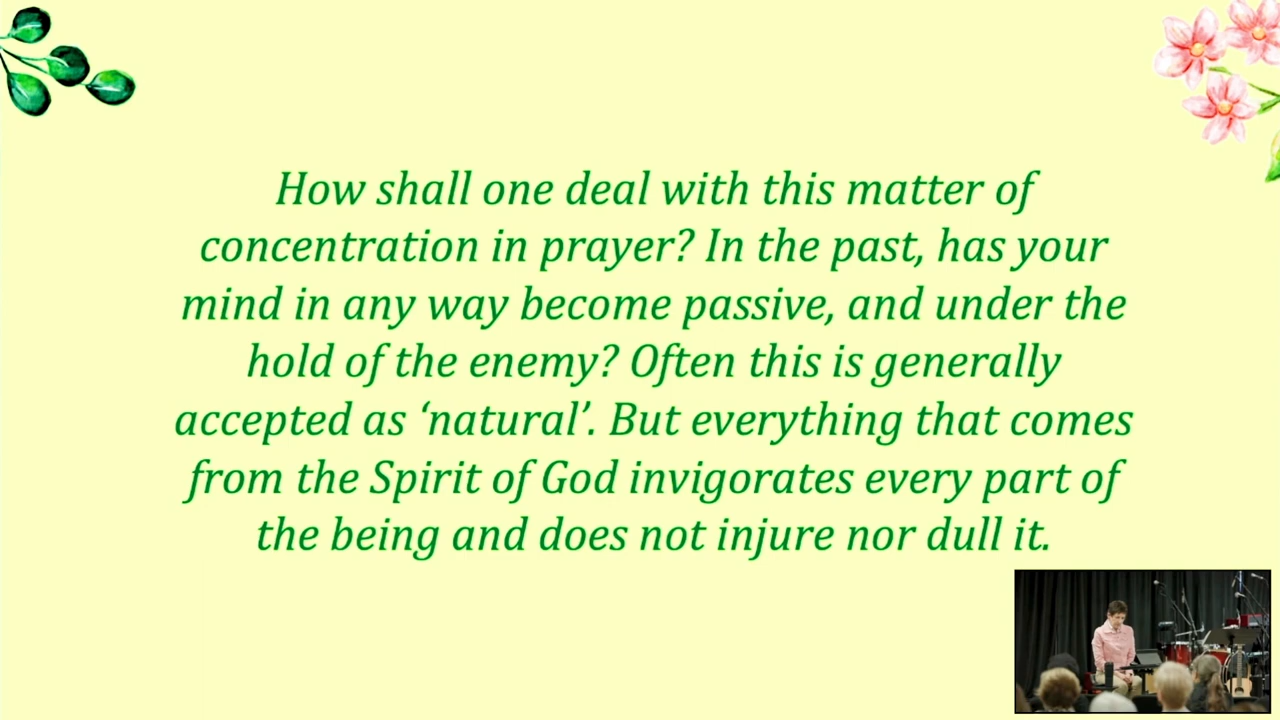 How shall one deal with this matter of
concentration in prayer? In the past, has your
mind in any way become passive, and under the
hold of the enemy? Often this is generally
accepted as ‘natural’. But everything that comes
from the Spirit of God invigorates every part of
the being and does not injure nor dull it.